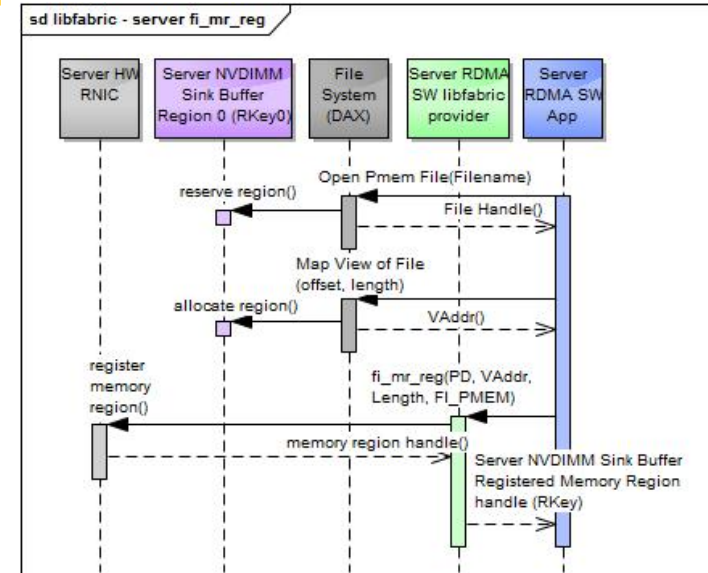 sd libfabric - server fi_mr_reg
Server HW
RNIC
Server NVDIMM
Sink Buffer
Region 0 (RKey0)
File
System
(DAX)
Server RDMA
SW libfabric
provider
Server
RDMA SW
App
Open Pmem File(Filename)
reserve region()
File Handle()
Map View of File
(offset, length)
allocate region()
VAddr()
register
memory
region()
fi_mr_reg(PD, VAddr,
Length, FI_PMEM)
memory region handle()
Server NVDIMM Sink Buffer
Registered Memory Region
handle (RKey)